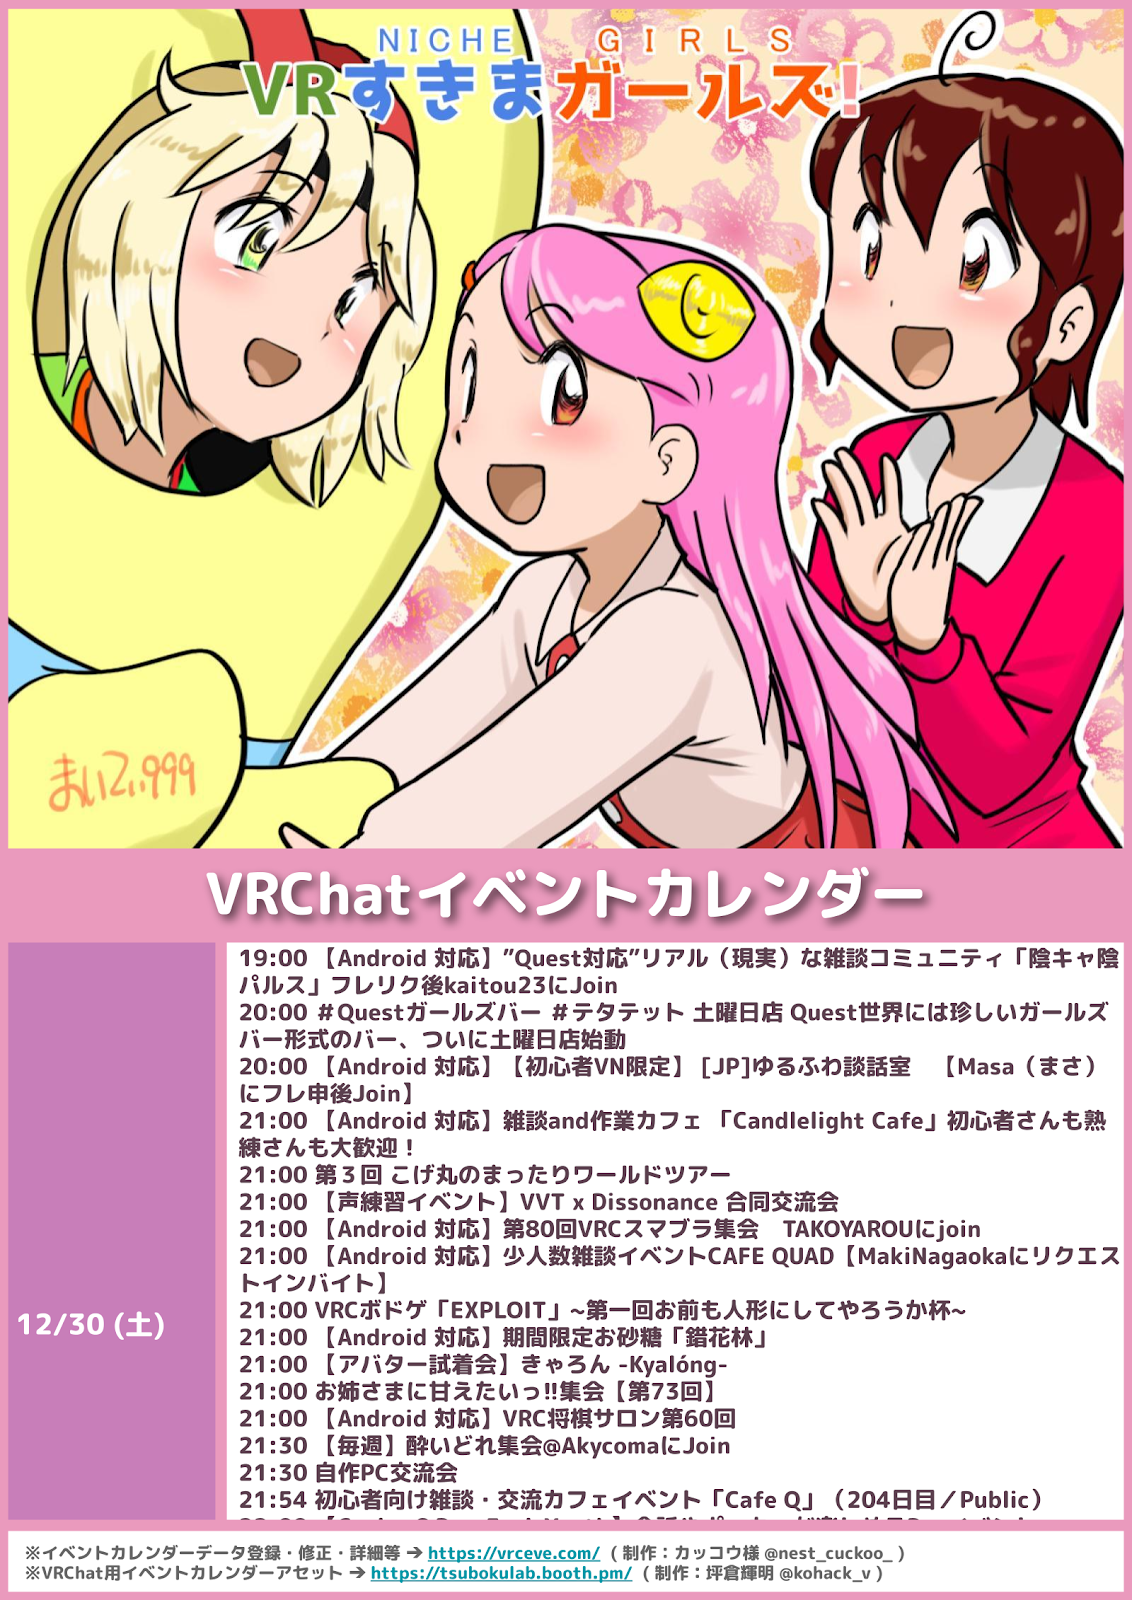 NICHE GIRLS
VRすきまガールズ!
まいてぃ999
VRChatイベントカレンダー
12/30 (土)
19:00 【Android 対応】”Quest対応”リアル（現実）な雑談コミュニティ「陰キャ陰
パルス」フレリク後kaitou23にJoin
20:00 ＃Questガールズバー ＃テタテット 土曜日店 Quest世界には珍しいガールズ
バー形式のバー、ついに土曜日店始動
20:00 【Android 対応】【初心者VN限定】 [JP]ゆるふわ談話室　【Masa（まさ）
にフレ申後Join】
21:00 【Android 対応】雑談and作業カフェ 「Candlelight Cafe」初心者さんも熟
練さんも大歓迎！
21:00 第３回 こげ丸のまったりワールドツアー
21:00 【声練習イベント】VVT x Dissonance 合同交流会
21:00 【Android 対応】第80回VRCスマブラ集会　TAKOYAROUにjoin
21:00 【Android 対応】少人数雑談イベントCAFE QUAD【MakiNagaokaにリクエス
トインバイト】
21:00 VRCボドゲ「EXPLOIT」~第一回お前も人形にしてやろうか杯~
21:00 【Android 対応】期間限定お砂糖「錯花林」
21:00 【アバター試着会】きゃろん -Kyalóng-
21:00 お姉さまに甘えたいっ!!集会【第73回】
21:00 【Android 対応】VRC将棋サロン第60回
21:30 【毎週】酔いどれ集会@AkycomaにJoin
21:30 自作PC交流会
21:54 初心者向け雑談・交流カフェイベント「Cafe Q」（204日目／Public）
※イベントカレンダーデータ登録・修正・詳細等 ➔ https://vrceve.com/ ( 制作：カッコウ様 @nest_cuckoo_ )
※VRChat用イベントカレンダーアセット ➔ https://tsubokulab.booth.pm/ ( 制作：坪倉輝明 @kohack_v )